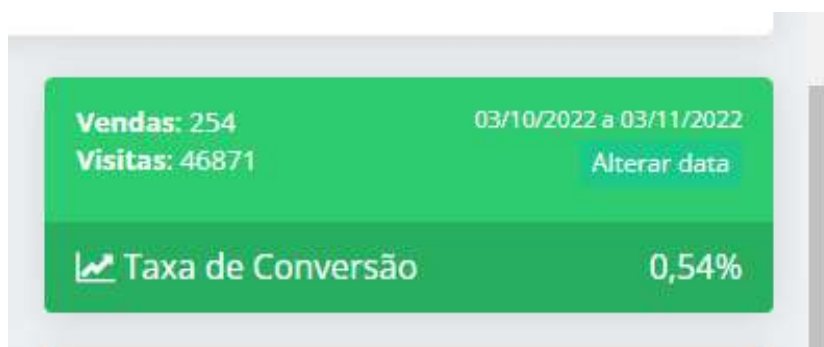 Vendas: 254
03/10/2022 a 03/11/2022
Visitas: 46871
Alterar data
Taxa de Conversão
0,54%